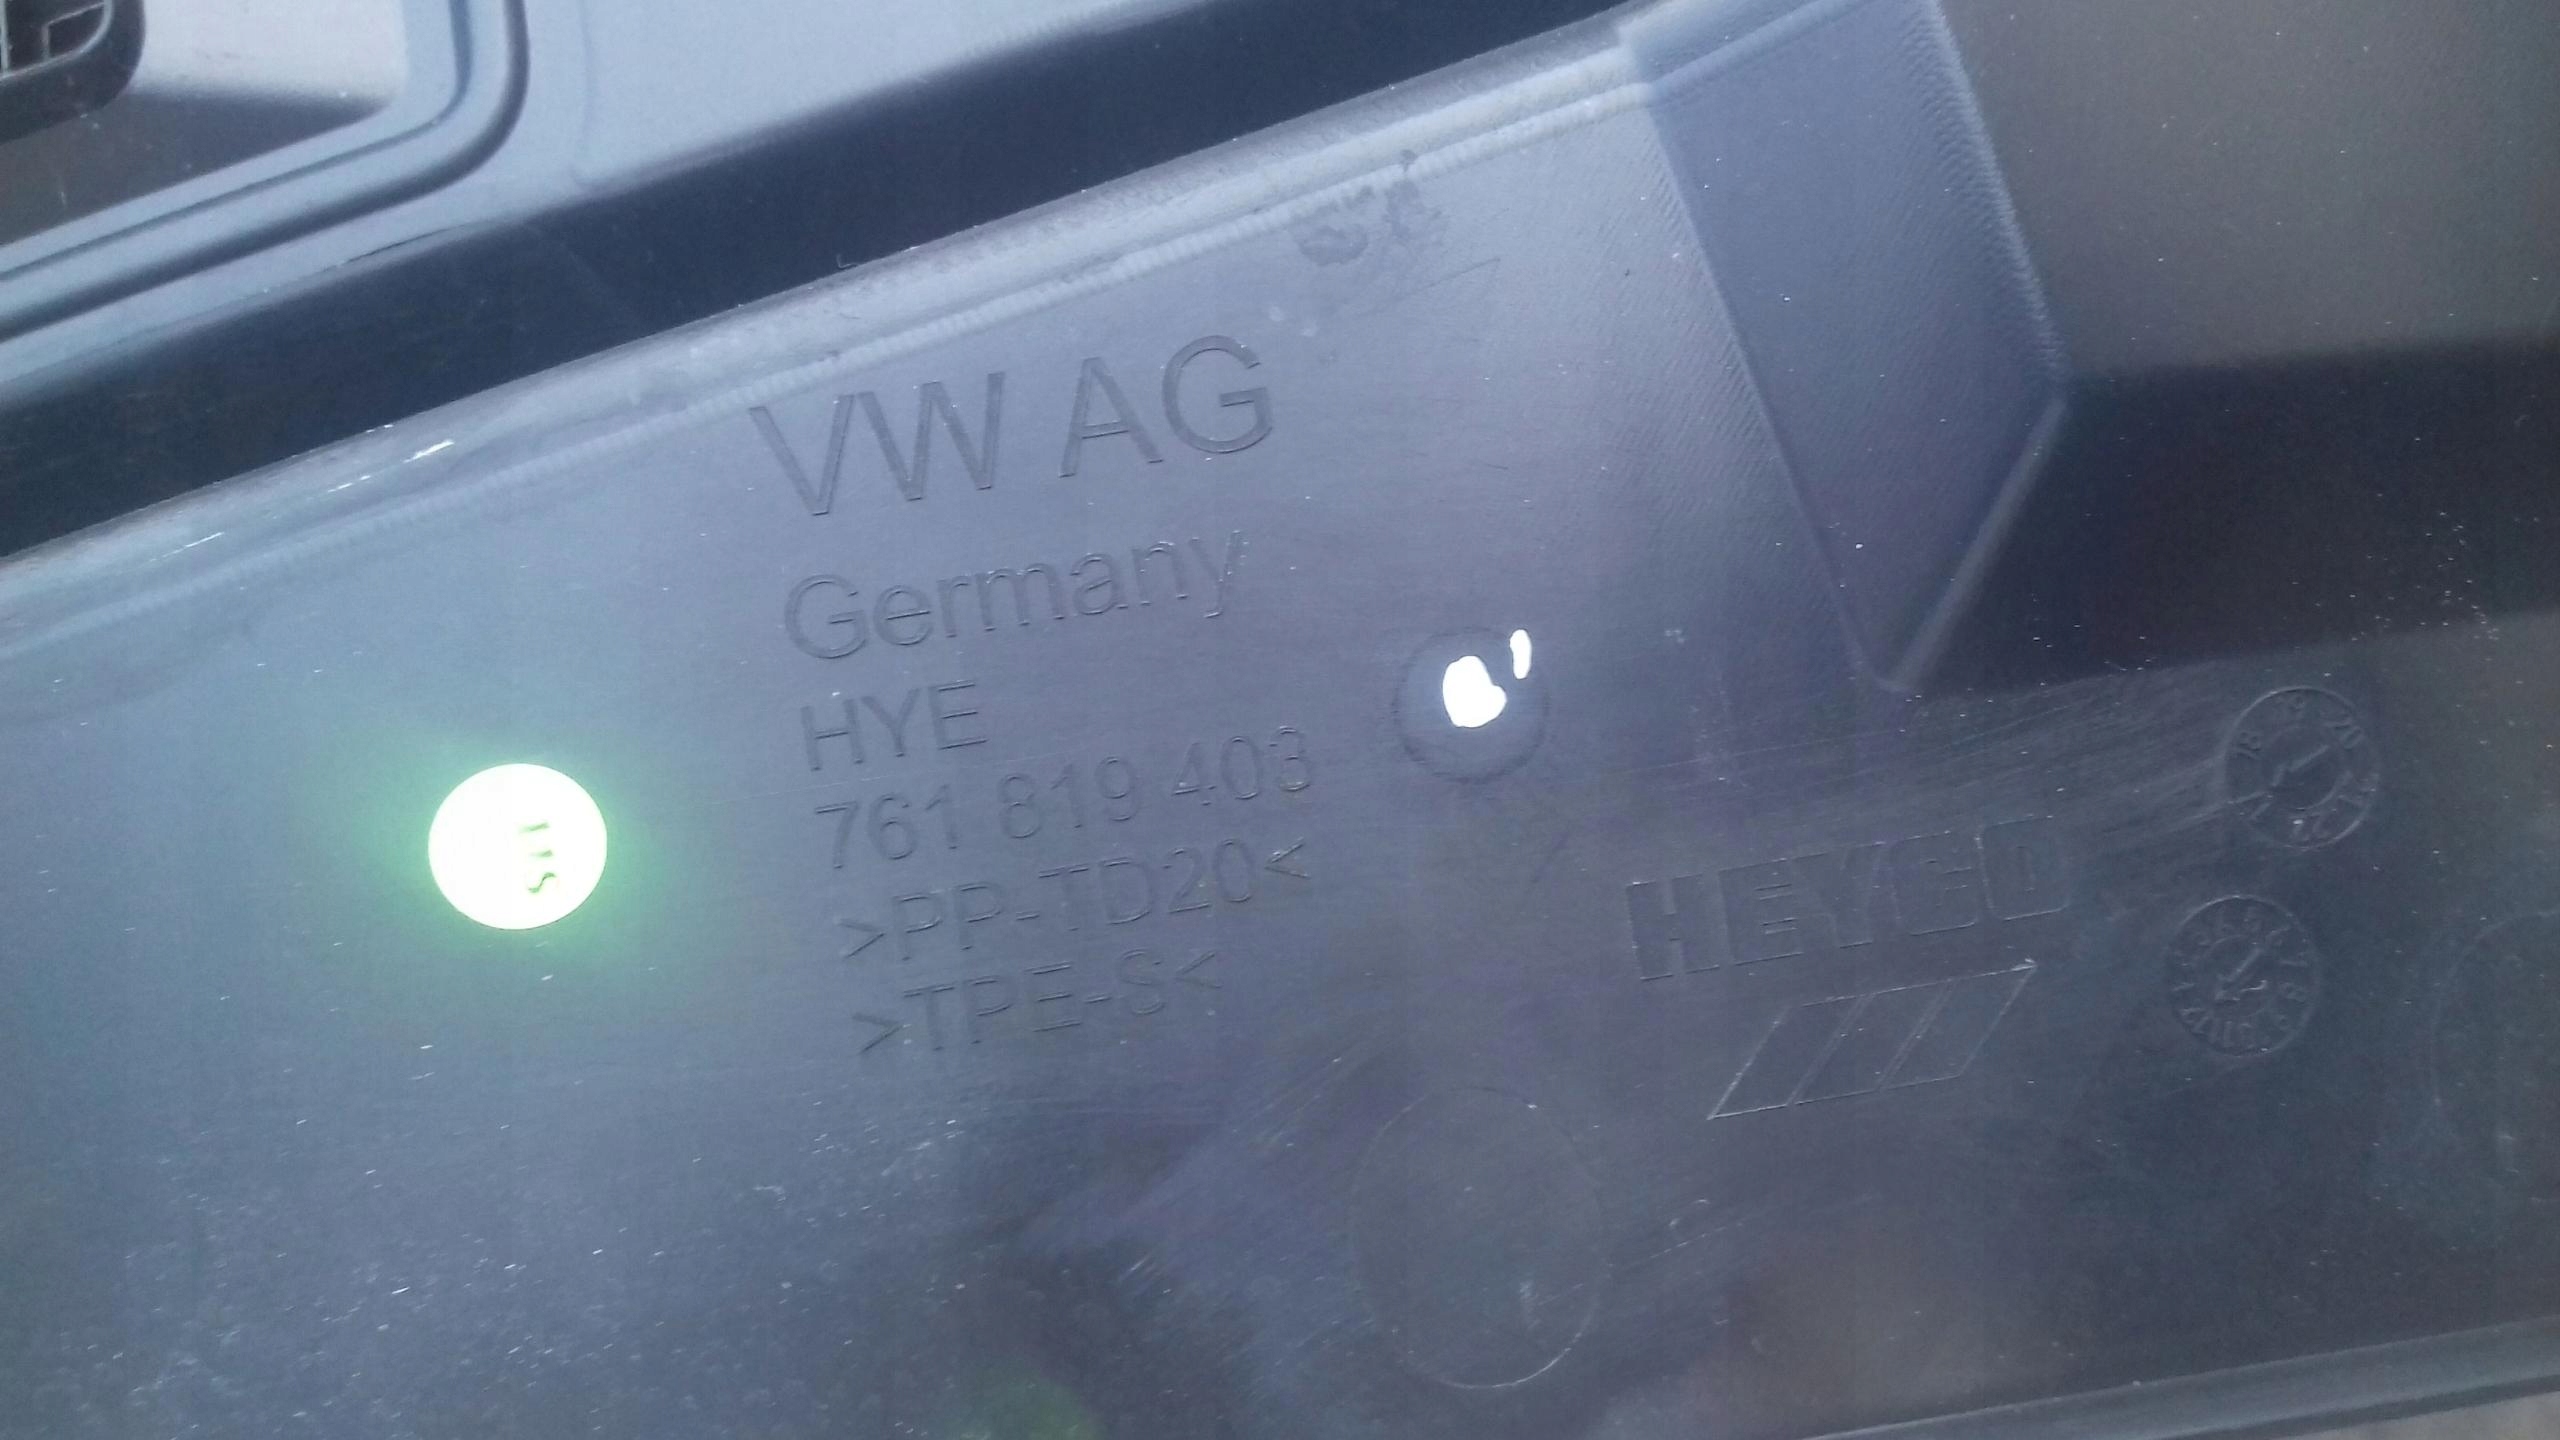 VW AG
Germany
HYE
761 819 403
>PP-TD20<
>TPE-S<
HEYCO